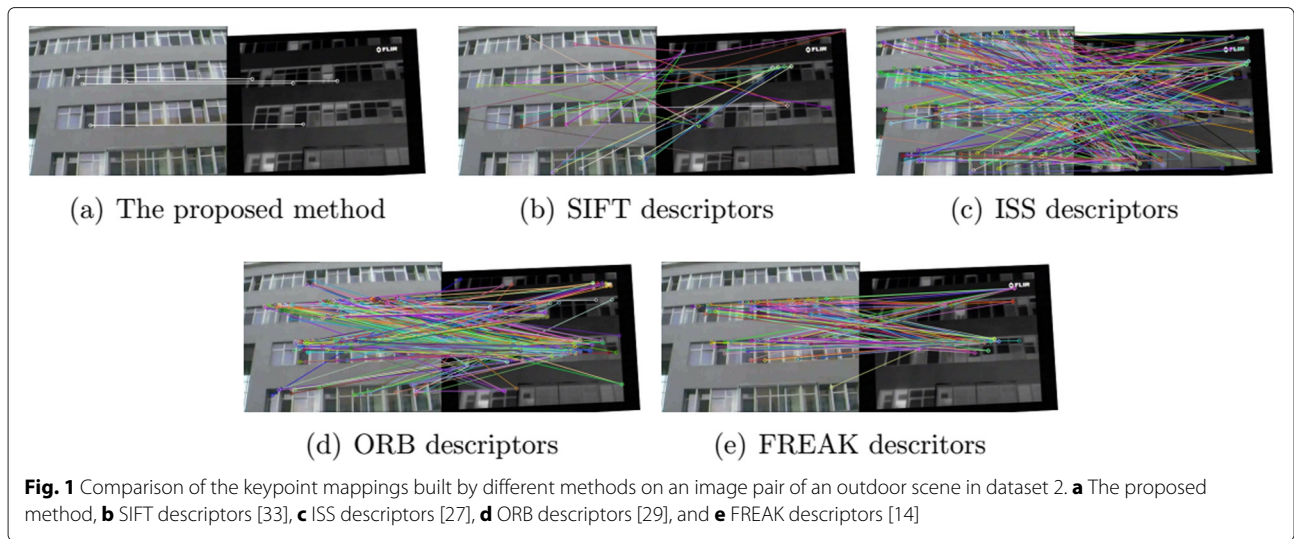 FLIR
FLIR
(a) The proposed method
(b) SIFT descriptors
(c) ISS descriptors
FLIR
FLIR
(d) ORB descriptors
(e) FREAK descritors
Fig. 1 Comparison of the keypoint mappings built by different methods on an image pair of an outdoor scene in dataset 2. a The proposed
method, b SIFT descriptors [33], c ISS descriptors [27], d ORB descriptors [29], and e FREAK descriptors [14]